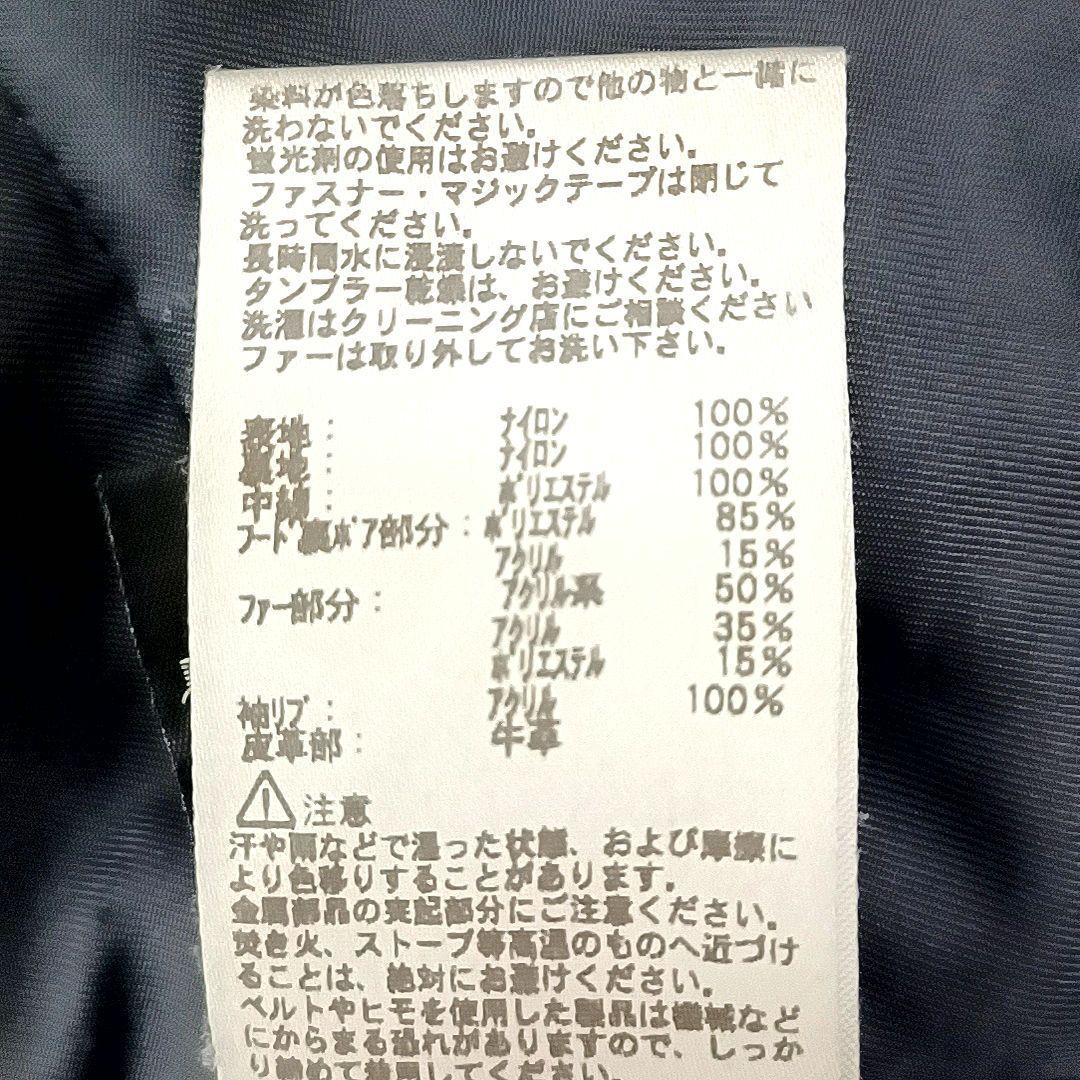 染料が色落ちしますので他の物と一緒に
洗わないでください。
蛍光剤の使用はお避けください。
ファスナー・マジックテープは閉じて
洗ってください。
長時間水に浸漬しないでください。
タンブラー乾燥は、お避けください。
洗濯はクリーニング店にご相談ください
ファーは取り外してお洗い下さい。
表地： ナイロン 100%
裏地： ナイロン 100%
中綿： ポリエステル 100%
フード裏ボア部分：ポリエステル 85%
アクリル 15%
ファー部分： アクリル系 50%
アクリル 35%
ポリエステル 15%
袖リブ： アクリル 100%
皮革部： 牛革
注意
汗や雨などで湿った状態、および摩擦に
より色移りすることがあります。
金属部品の突起部分にご注意ください。
焚き火、ストーブ等高温のものへ近づけ
ることは、絶対にお避けください。
ベルトやヒモを使用した製品は機械など
にからまる恐れがありますので、しっか
り締めて着用してください。